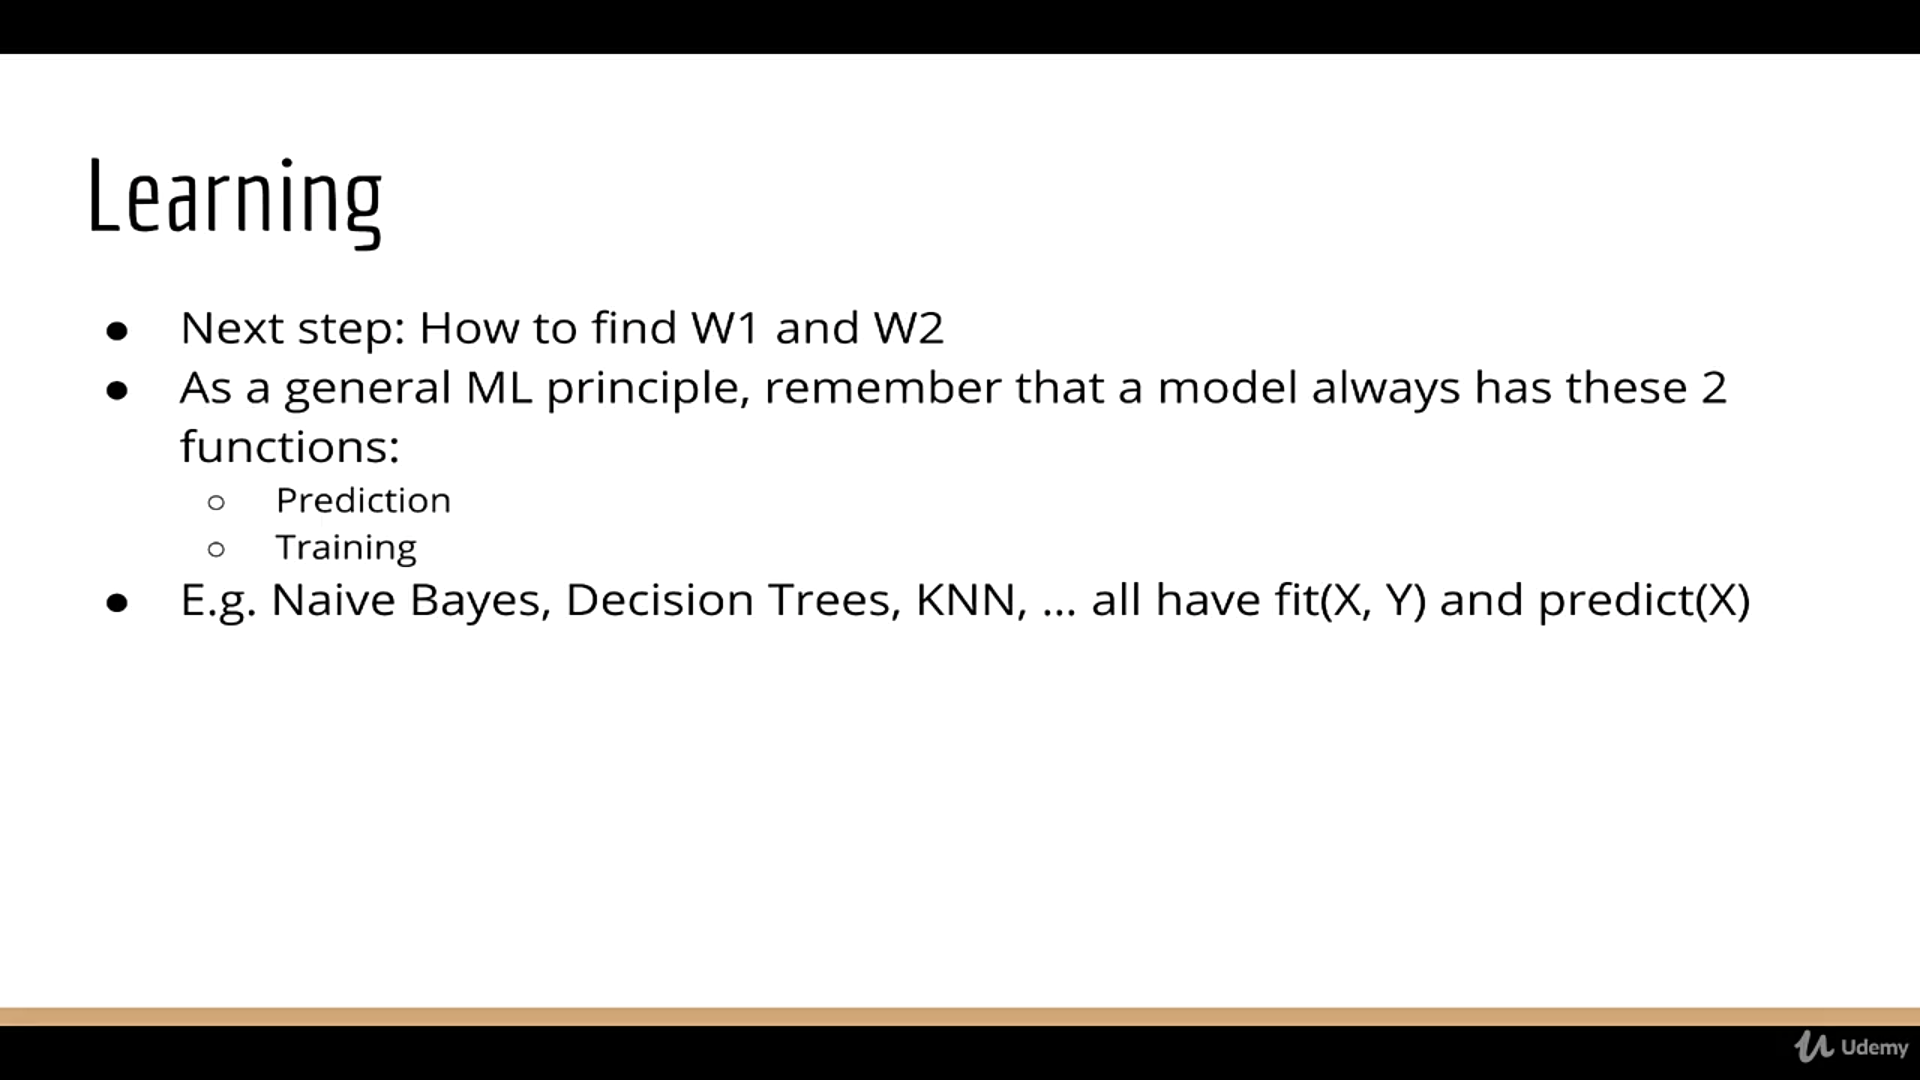 Learning
● Next step: How to find W1 and W2
● As a general ML principle, remember that a model always has these 2
functions:
○ Prediction
○ Training
● E.g. Naive Bayes, Decision Trees, KNN, ... all have fit(X, Y) and predict(X)
Udemy